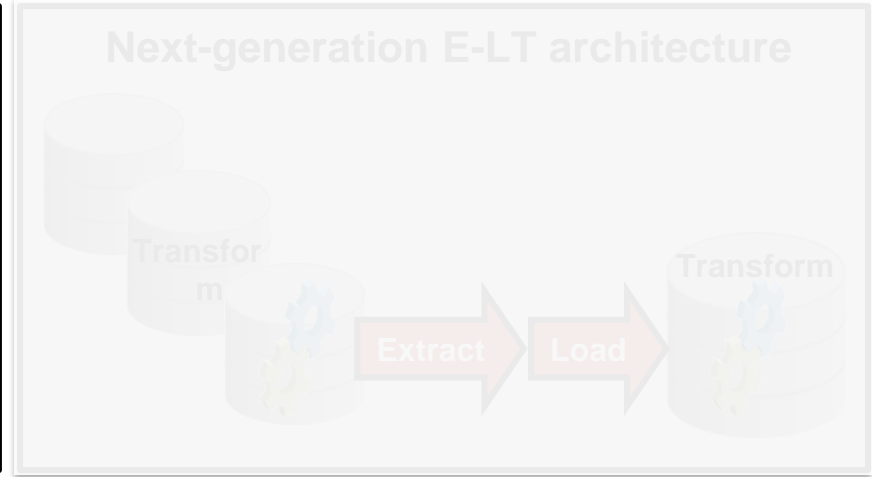 Next-generation E-LT architecture
Transfor
m
Transform
Extract
Load